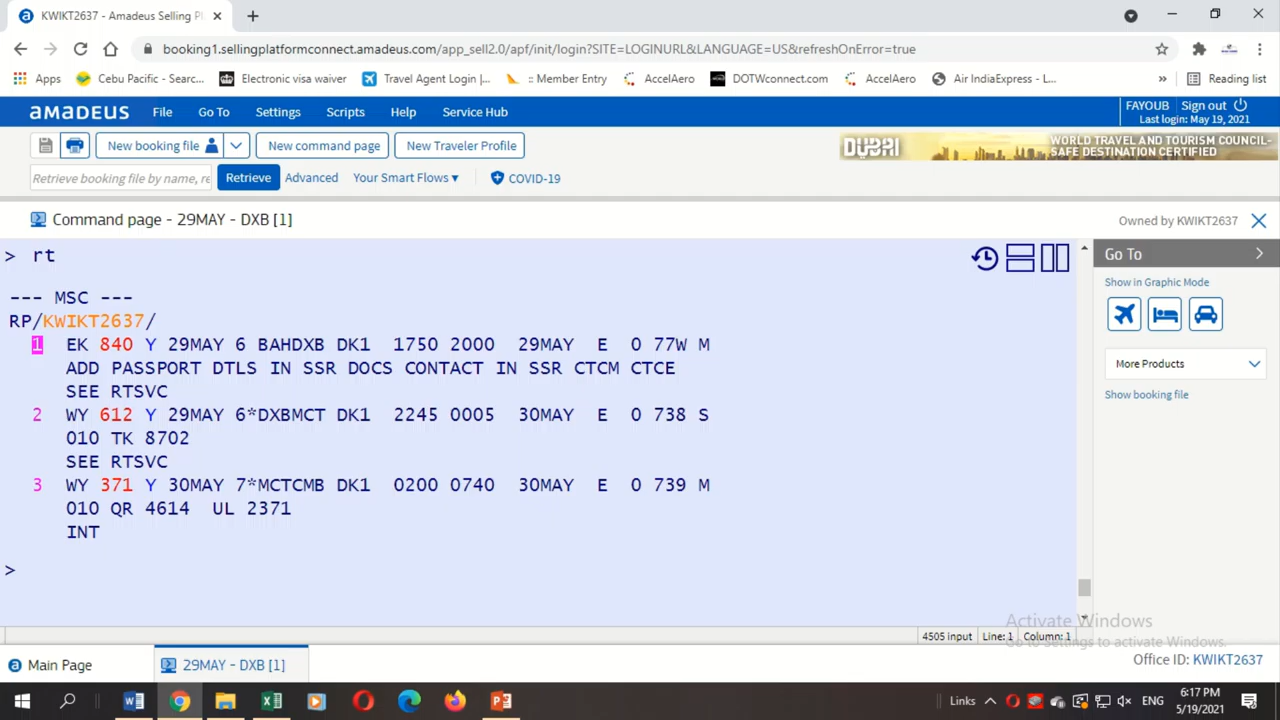 KWIKT2637 - Amadeus Selling Pl
booking1.sellingplatformconnect.amadeus.com/app_sell2.0/apf/init/login?SITE=LOGINURL&LANGUAGE=US&refreshOnError=true
Apps Cebu Pacific - Searc... Electronic visa waiver Travel Agent Login |... :: Member Entry AccelAero DOTWconnect.com AccelAero Air IndiaExpress - L... » Reading list
amadeus File Go To Settings Scripts Help Service Hub FAYOUB Sign out
Last login: May 19, 2021
New booking file New command page New Traveler Profile DUBAI WORLD TRAVEL AND TOURISM COUNCIL-
SAFE DESTINATION CERTIFIED
Retrieve booking file by name, re Retrieve Advanced Your Smart Flows COVID-19
Command page - 29MAY - DXB [1] Owned by KWIKT2637
> rt
--- MSC ---
RP/KWIKT2637/
1 EK 840 Y 29MAY 6 BAHDXB DK1 1750 2000 29MAY E 0 77W M
ADD PASSPORT DTLS IN SSR DOCS CONTACT IN SSR CTCM CTCE
SEE RTSVC
2 WY 612 Y 29MAY 6*DXBMCT DK1 2245 0005 30MAY E 0 738 S
010 TK 8702
SEE RTSVC
3 WY 371 Y 30MAY 7*MCTCMB DK1 0200 0740 30MAY E 0 739 M
010 QR 4614 UL 2371
INT
>
Go To
Show in Graphic Mode
More Products
Show booking file
Activate Windows
Go to Settings to activate Windows.
4505 input Line: 1 Column: 1
Main Page 29MAY - DXB [1] Office ID: KWIKT2637
Links ENG 6:17 PM
5/19/2021